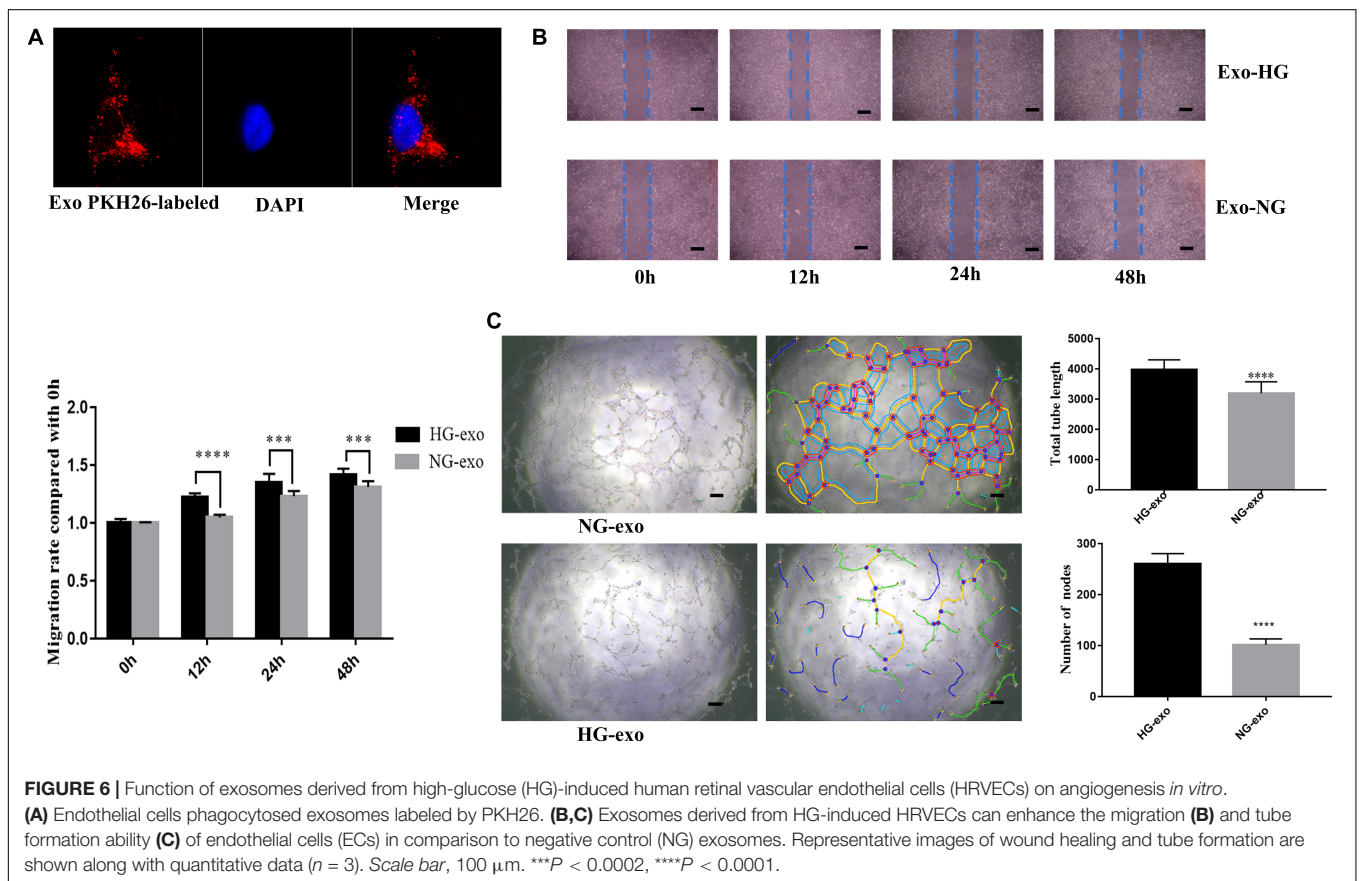 A
Exo PKH26-labeled
DAPI
Merge
B
Exo-HG
Exo-NG
0h
12h
24h
48h
Migration rate compared with 0h
2.0
1.5
1.0
0.5
0.0
****
***
***
HG-exo
NG-exo
0h
12h
24h
48h
C
NG-exo
HG-exo
Total tube length
5000
4000
3000
2000
1000
0
****
HG-exo
NG-exo
Number of nodes
300
200
100
0
****
HG-exo
NG-exo
FIGURE 6 | Function of exosomes derived from high-glucose (HG)-induced human retinal vascular endothelial cells (HRVECs) on angiogenesis in vitro.
(A) Endothelial cells phagocytosed exosomes labeled by PKH26. (B,C) Exosomes derived from HG-induced HRVECs can enhance the migration (B) and tube
formation ability (C) of endothelial cells (ECs) in comparison to negative control (NG) exosomes. Representative images of wound healing and tube formation are
shown along with quantitative data (n = 3). Scale bar, 100 μm. ***P < 0.0002, ****P < 0.0001.